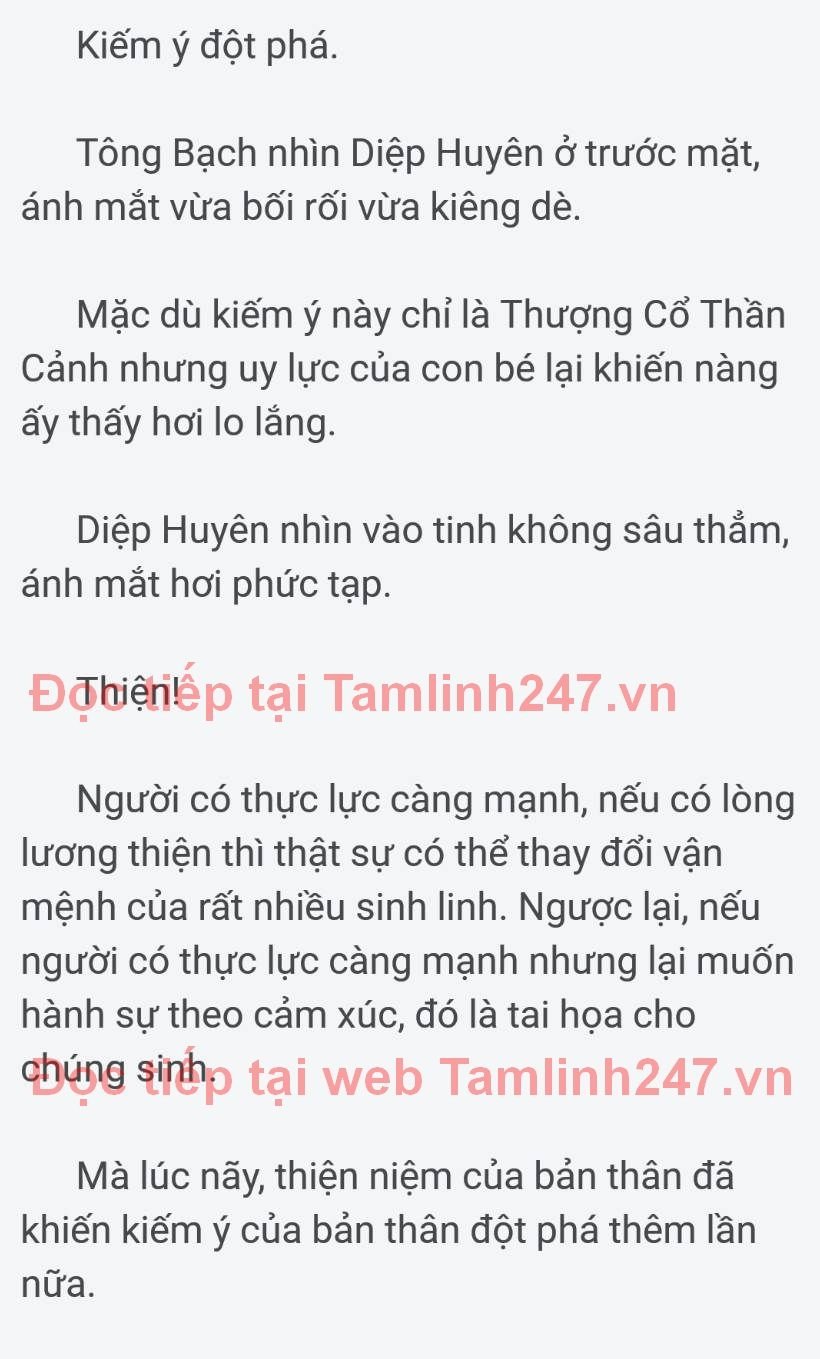 Kiếm ý đột phá.
Tông Bạch nhìn Diệp Huyên ở trước mặt,
ánh mắt vừa bối rối vừa kiêng dè.
Mặc dù kiếm ý này chỉ là Thượng Cổ Thần
Cảnh nhưng uy lực của con bé lại khiến nàng
ấy thấy hơi lo lắng.
Diệp Huyên nhìn vào tinh không sâu thẳm,
ánh mắt hơi phức tạp.
Thiện!
Đọc tiếp tại Tamlinh247.vn
Người có thực lực càng mạnh, nếu có lòng
lương thiện thì thật sự có thể thay đổi vận
mệnh của rất nhiều sinh linh. Ngược lại, nếu
người có thực lực càng mạnh nhưng lại muốn
hành sự theo cảm xúc, đó là tai họa cho
chúng sinh.
Đọc tiếp tại web Tamlinh247.vn
Mà lúc nãy, thiện niệm của bản thân đã
khiến kiếm ý của bản thân đột phá thêm lần
nữa.